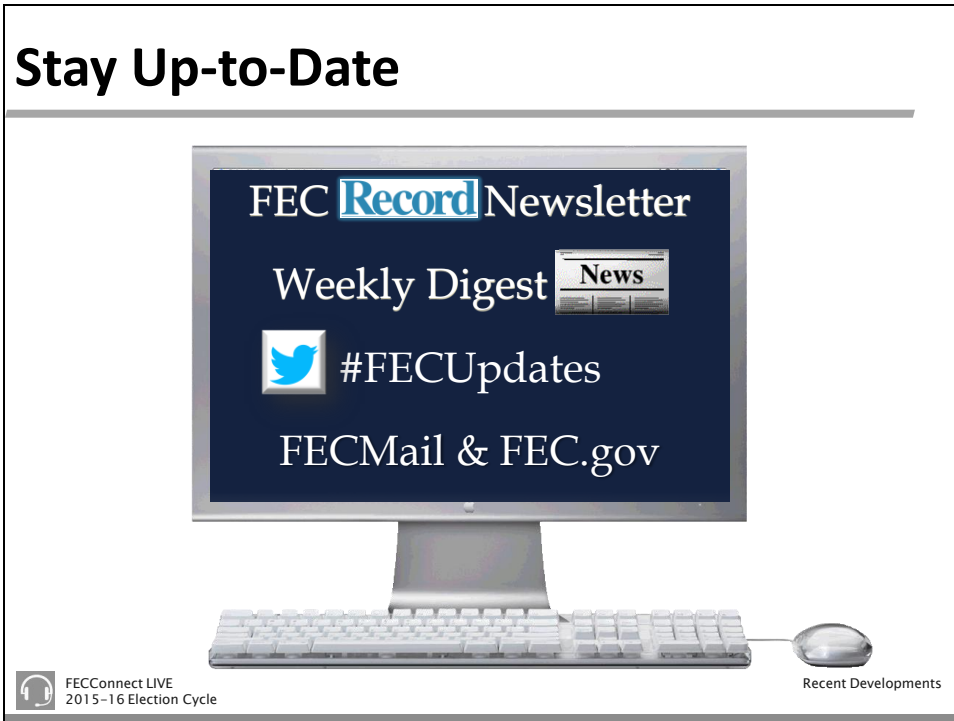 Stay Up-to-Date
FEC Record Newsletter
Weekly Digest News
#FECUpdates
FECMail & FEC.gov
FECConnect LIVE
2015-16 Election Cycle
Recent Developments